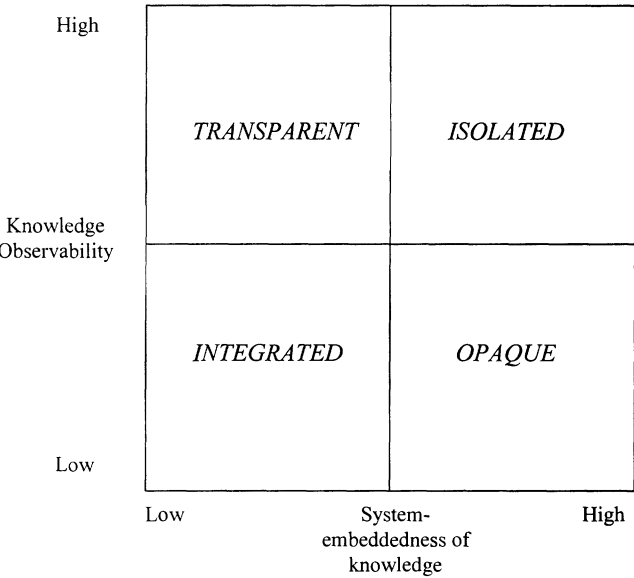 High
TRANSPARENT ISOLATED
Knowledge
Observability
INTEGRATED OPAQUE
Low
Low System- High
embeddedness of
knowledge